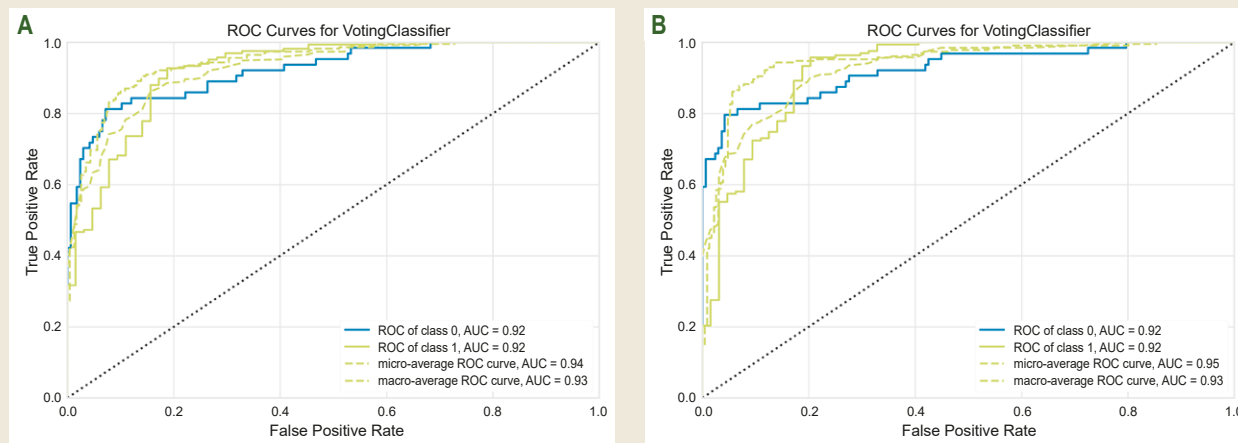 A
ROC Curves for VotingClassifier
1.0
0.8
0.6
0.4
0.2
0.0
True Positive Rate
ROC of class 0, AUC = 0.92
ROC of class 1, AUC = 0.92
micro-average ROC curve, AUC = 0.94
macro-average ROC curve, AUC = 0.93
0.0 0.2 0.4 0.6 0.8 1.0
False Positive Rate
B
ROC Curves for VotingClassifier
1.0
0.8
0.6
0.4
0.2
0.0
True Positive Rate
ROC of class 0, AUC = 0.92
ROC of class 1, AUC = 0.92
micro-average ROC curve, AUC = 0.95
macro-average ROC curve, AUC = 0.93
0.0 0.2 0.4 0.6 0.8 1.0
False Positive Rate